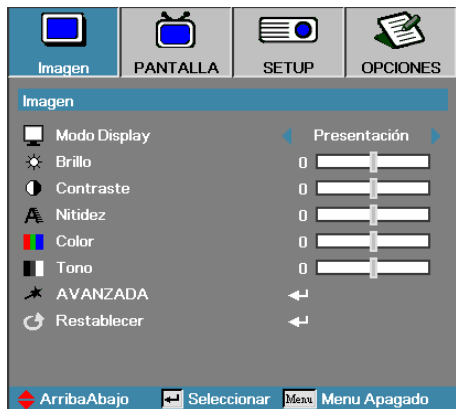 Imagen PANTALLA SETUP OPCIONES
Imagen
Modo Display Presentación
Brillo 0
Contraste 0
Nitidez 0
Color 0
Tono 0
AVANZADA
Restablecer
ArribaAbajo Seleccionar Menu Menu Apagado